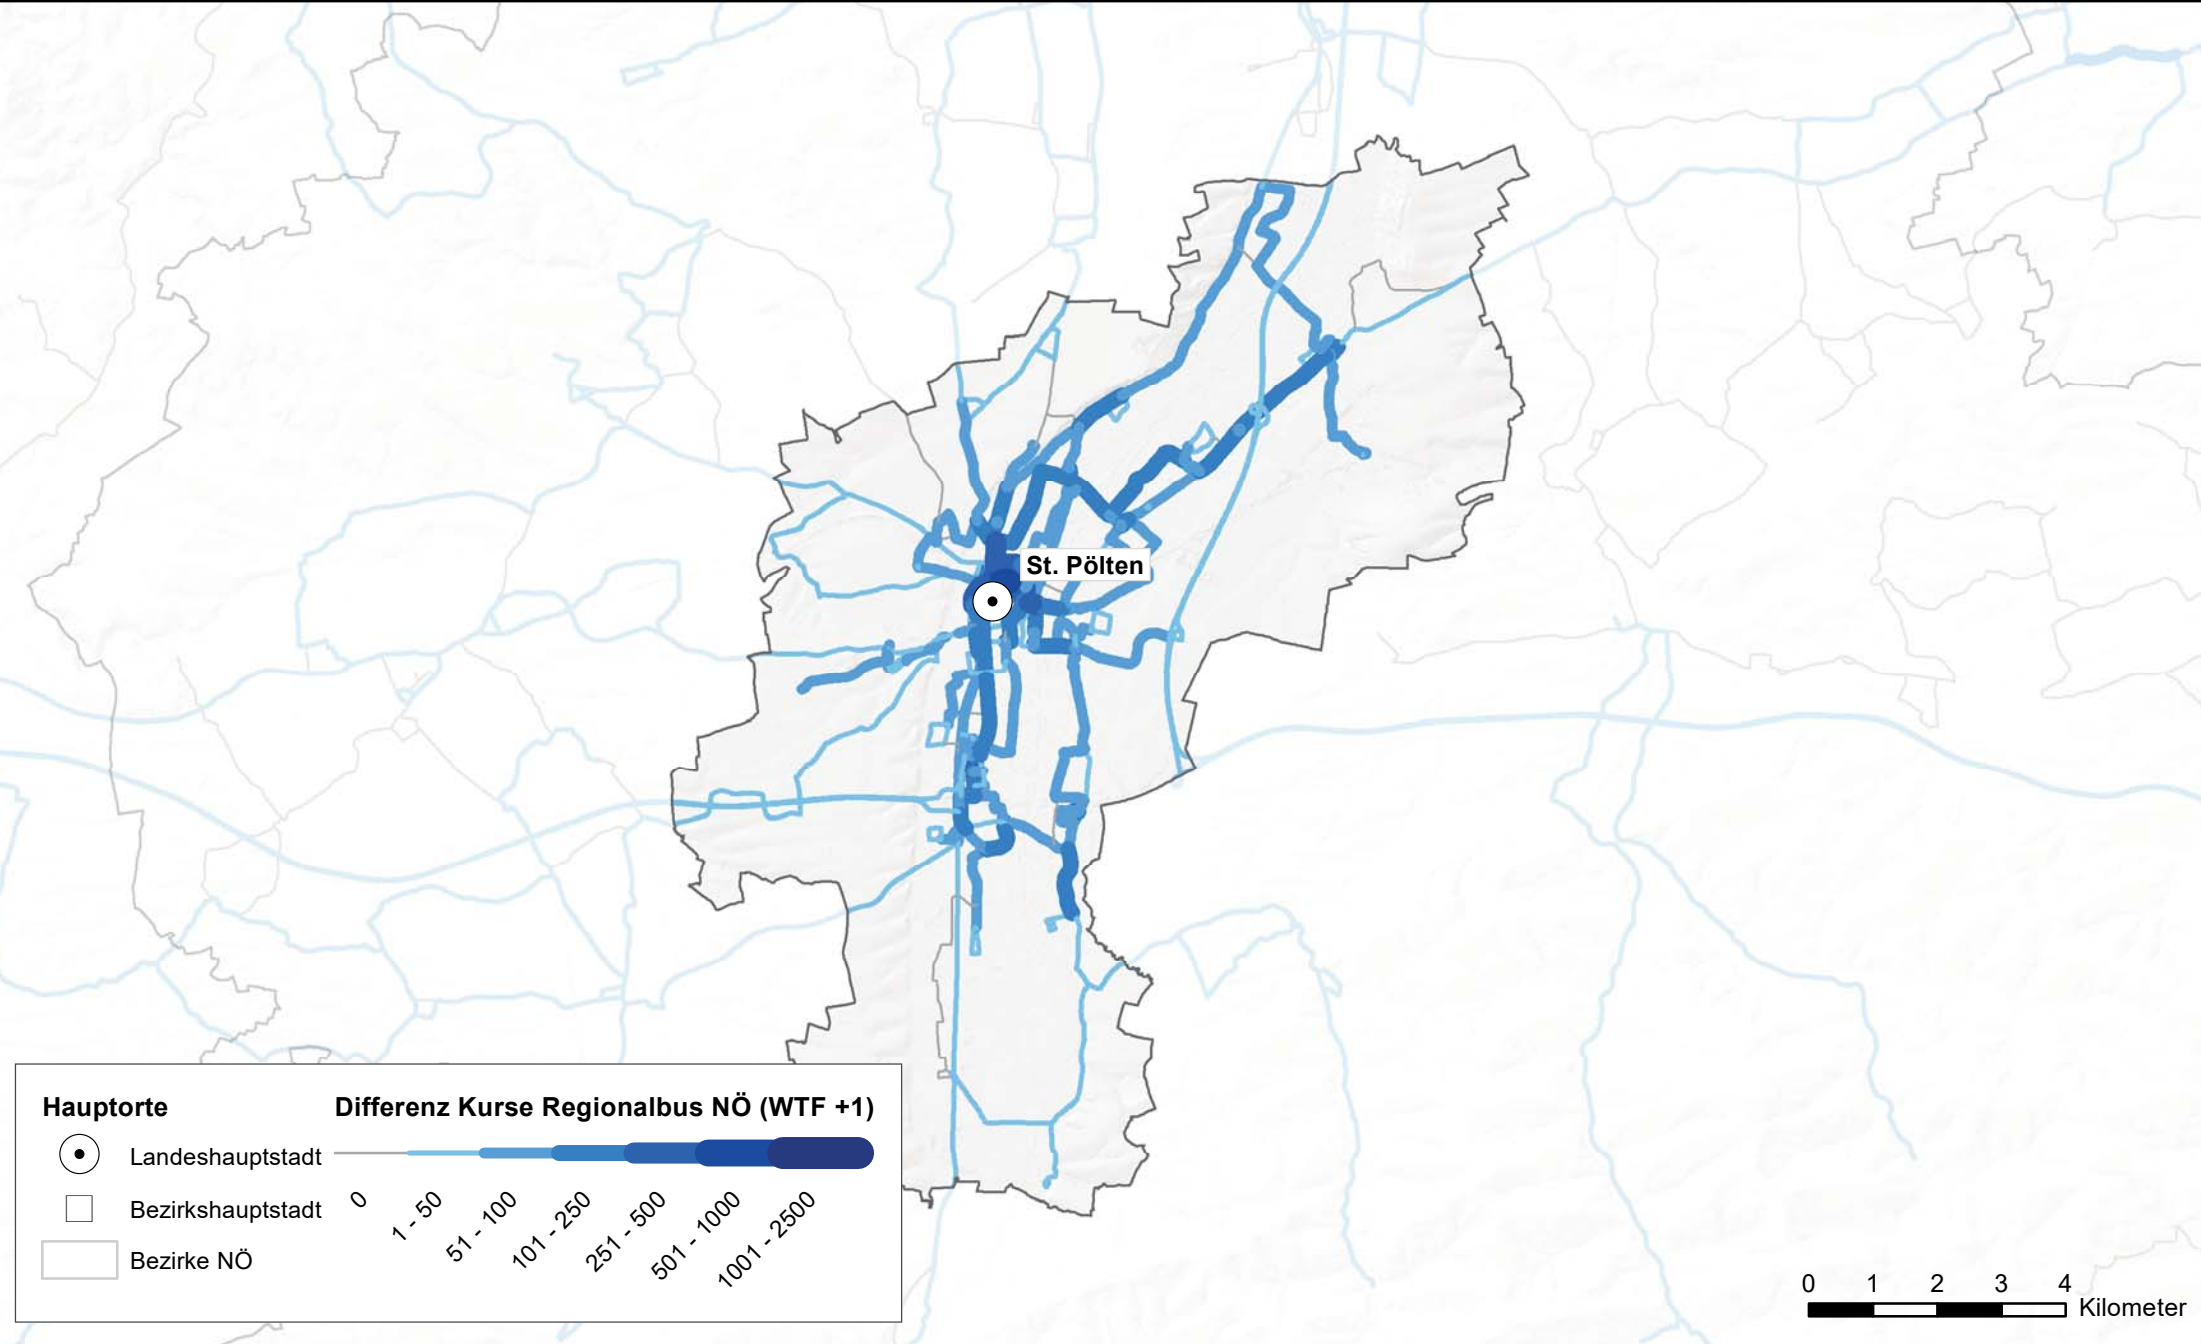 St. Pölten
Hauptorte
Landeshauptstadt
Bezirkshauptstadt
Bezirke NÖ
Differenz Kurse Regionalbus NÖ (WTF +1)
0
1 - 50
51 - 100
101 - 250
251 - 500
501 - 1000
1001 - 2500
0 1 2 3 4
Kilometer